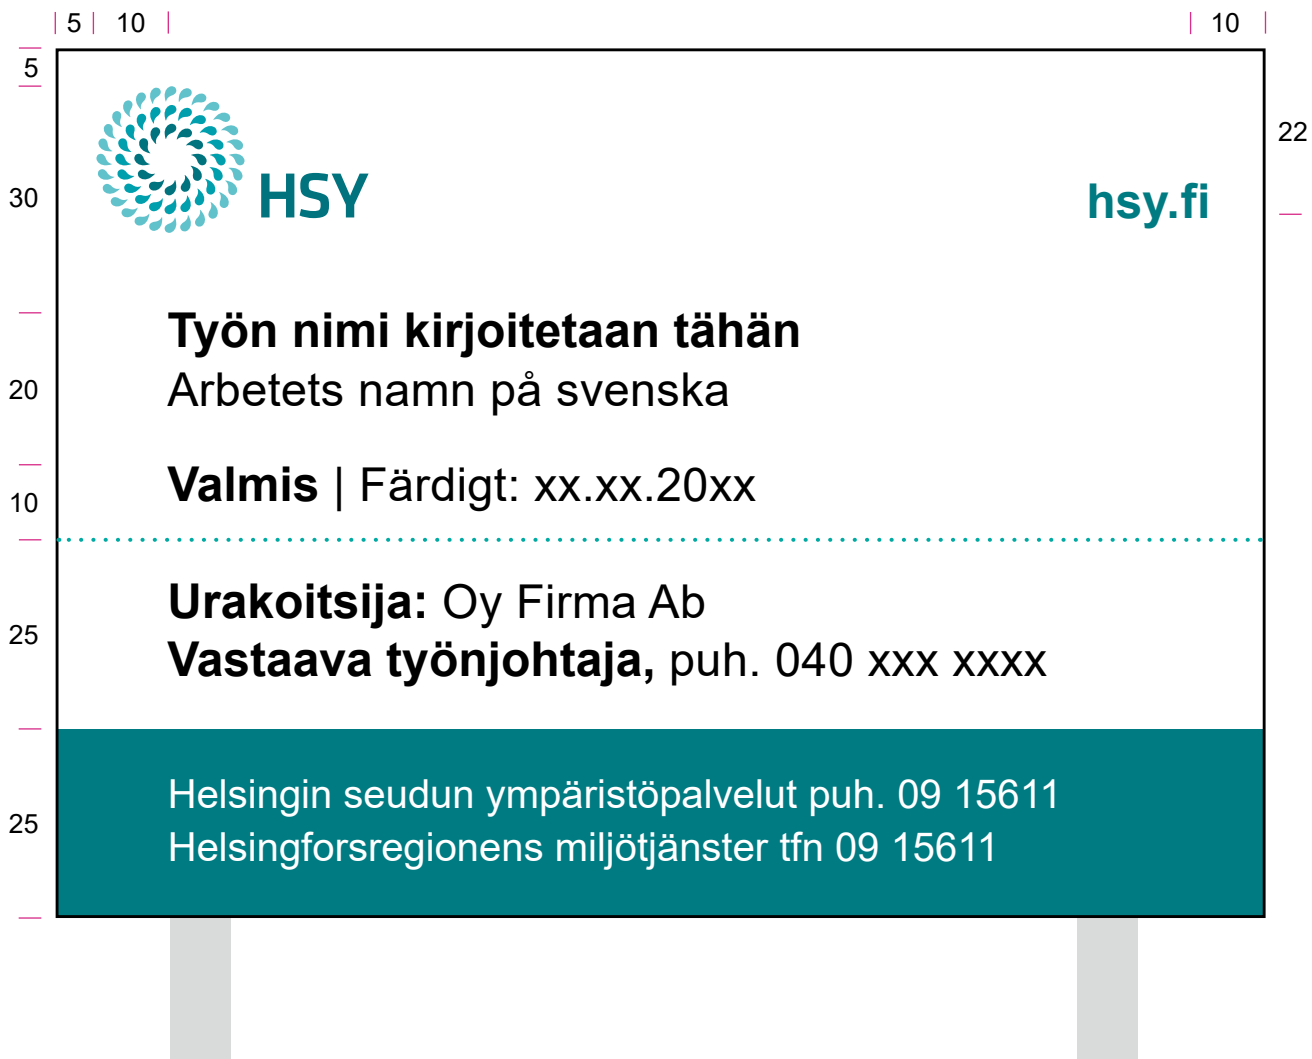 5 10 10
5
22
30
HSY
hsy.fi
Työn nimi kirjoitetaan tähän
20
Arbetets namn på svenska
Valmis | Färdigt: xx.xx.20xx
10
Urakoitsija: Oy Firma Ab
25
Vastaava työnjohtaja, puh. 040 xxx xxxx
Helsingin seudun ympäristöpalvelut puh. 09 15611
25
Helsingforsregionens miljötjänster tfn 09 15611